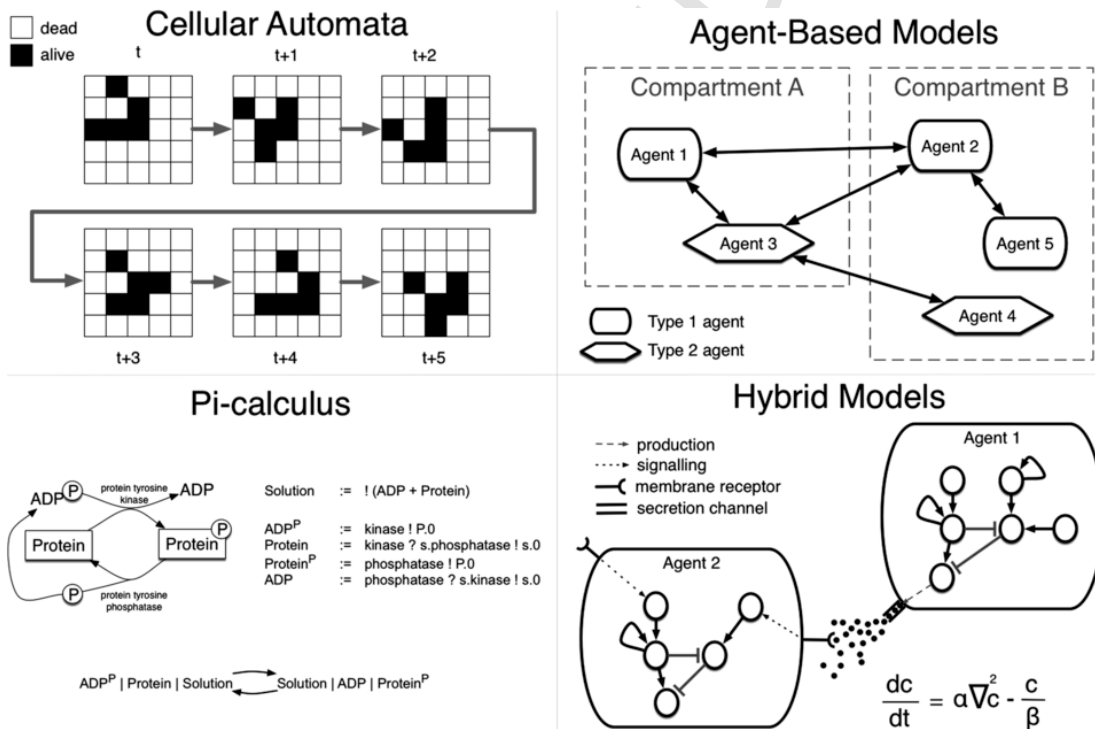 Cellular Automata
dead
alive
t
t+1
t+2
t+3
t+4
t+5
Agent-Based Models
Compartment A
Compartment B
Agent 1
Agent 2
Agent 3
Agent 5
Agent 4
Type 1 agent
Type 2 agent
Pi-calculus
ADP P
protein tyrosine
kinase
ADP
Protein
Protein P
P
protein tyrosine
phosphatase
Solution := ! (ADP + Protein)
ADPᴾ := kinase ! P.0
Protein := kinase ? s.phosphatase ! s.0
Proteinᴾ := phosphatase ! P.0
ADP := phosphatase ? s.kinase ! s.0
ADPᴾ | Protein | Solution Solution | ADP | Proteinᴾ
Hybrid Models
production
signalling
membrane receptor
secretion channel
Agent 1
Agent 2
dc/dt = α∇²c - c/β